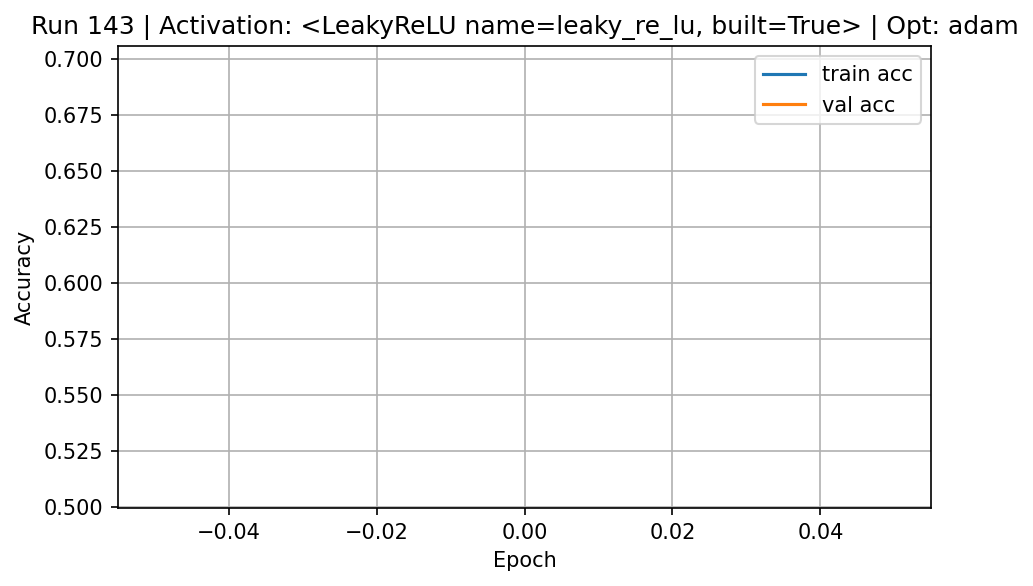 Run 143 | Activation: <LeakyReLU name=leaky_re_lu, built=True> | Opt: adam
train acc
val acc
0.700
0.675
0.650
0.625
0.600
0.575
0.550
0.525
0.500
Accuracy
−0.04
−0.02
0.00
0.02
0.04
Epoch